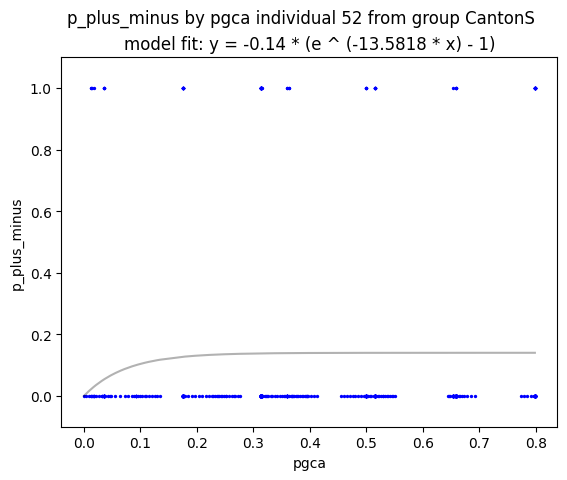 p_plus_minus by pgca individual 52 from group CantonS
model fit: y = -0.14 * (e ^ (-13.5818 * x) - 1)
1.0
0.8
0.6
0.4
0.2
0.0
p_plus_minus
0.0 0.1 0.2 0.3 0.4 0.5 0.6 0.7 0.8
pgca